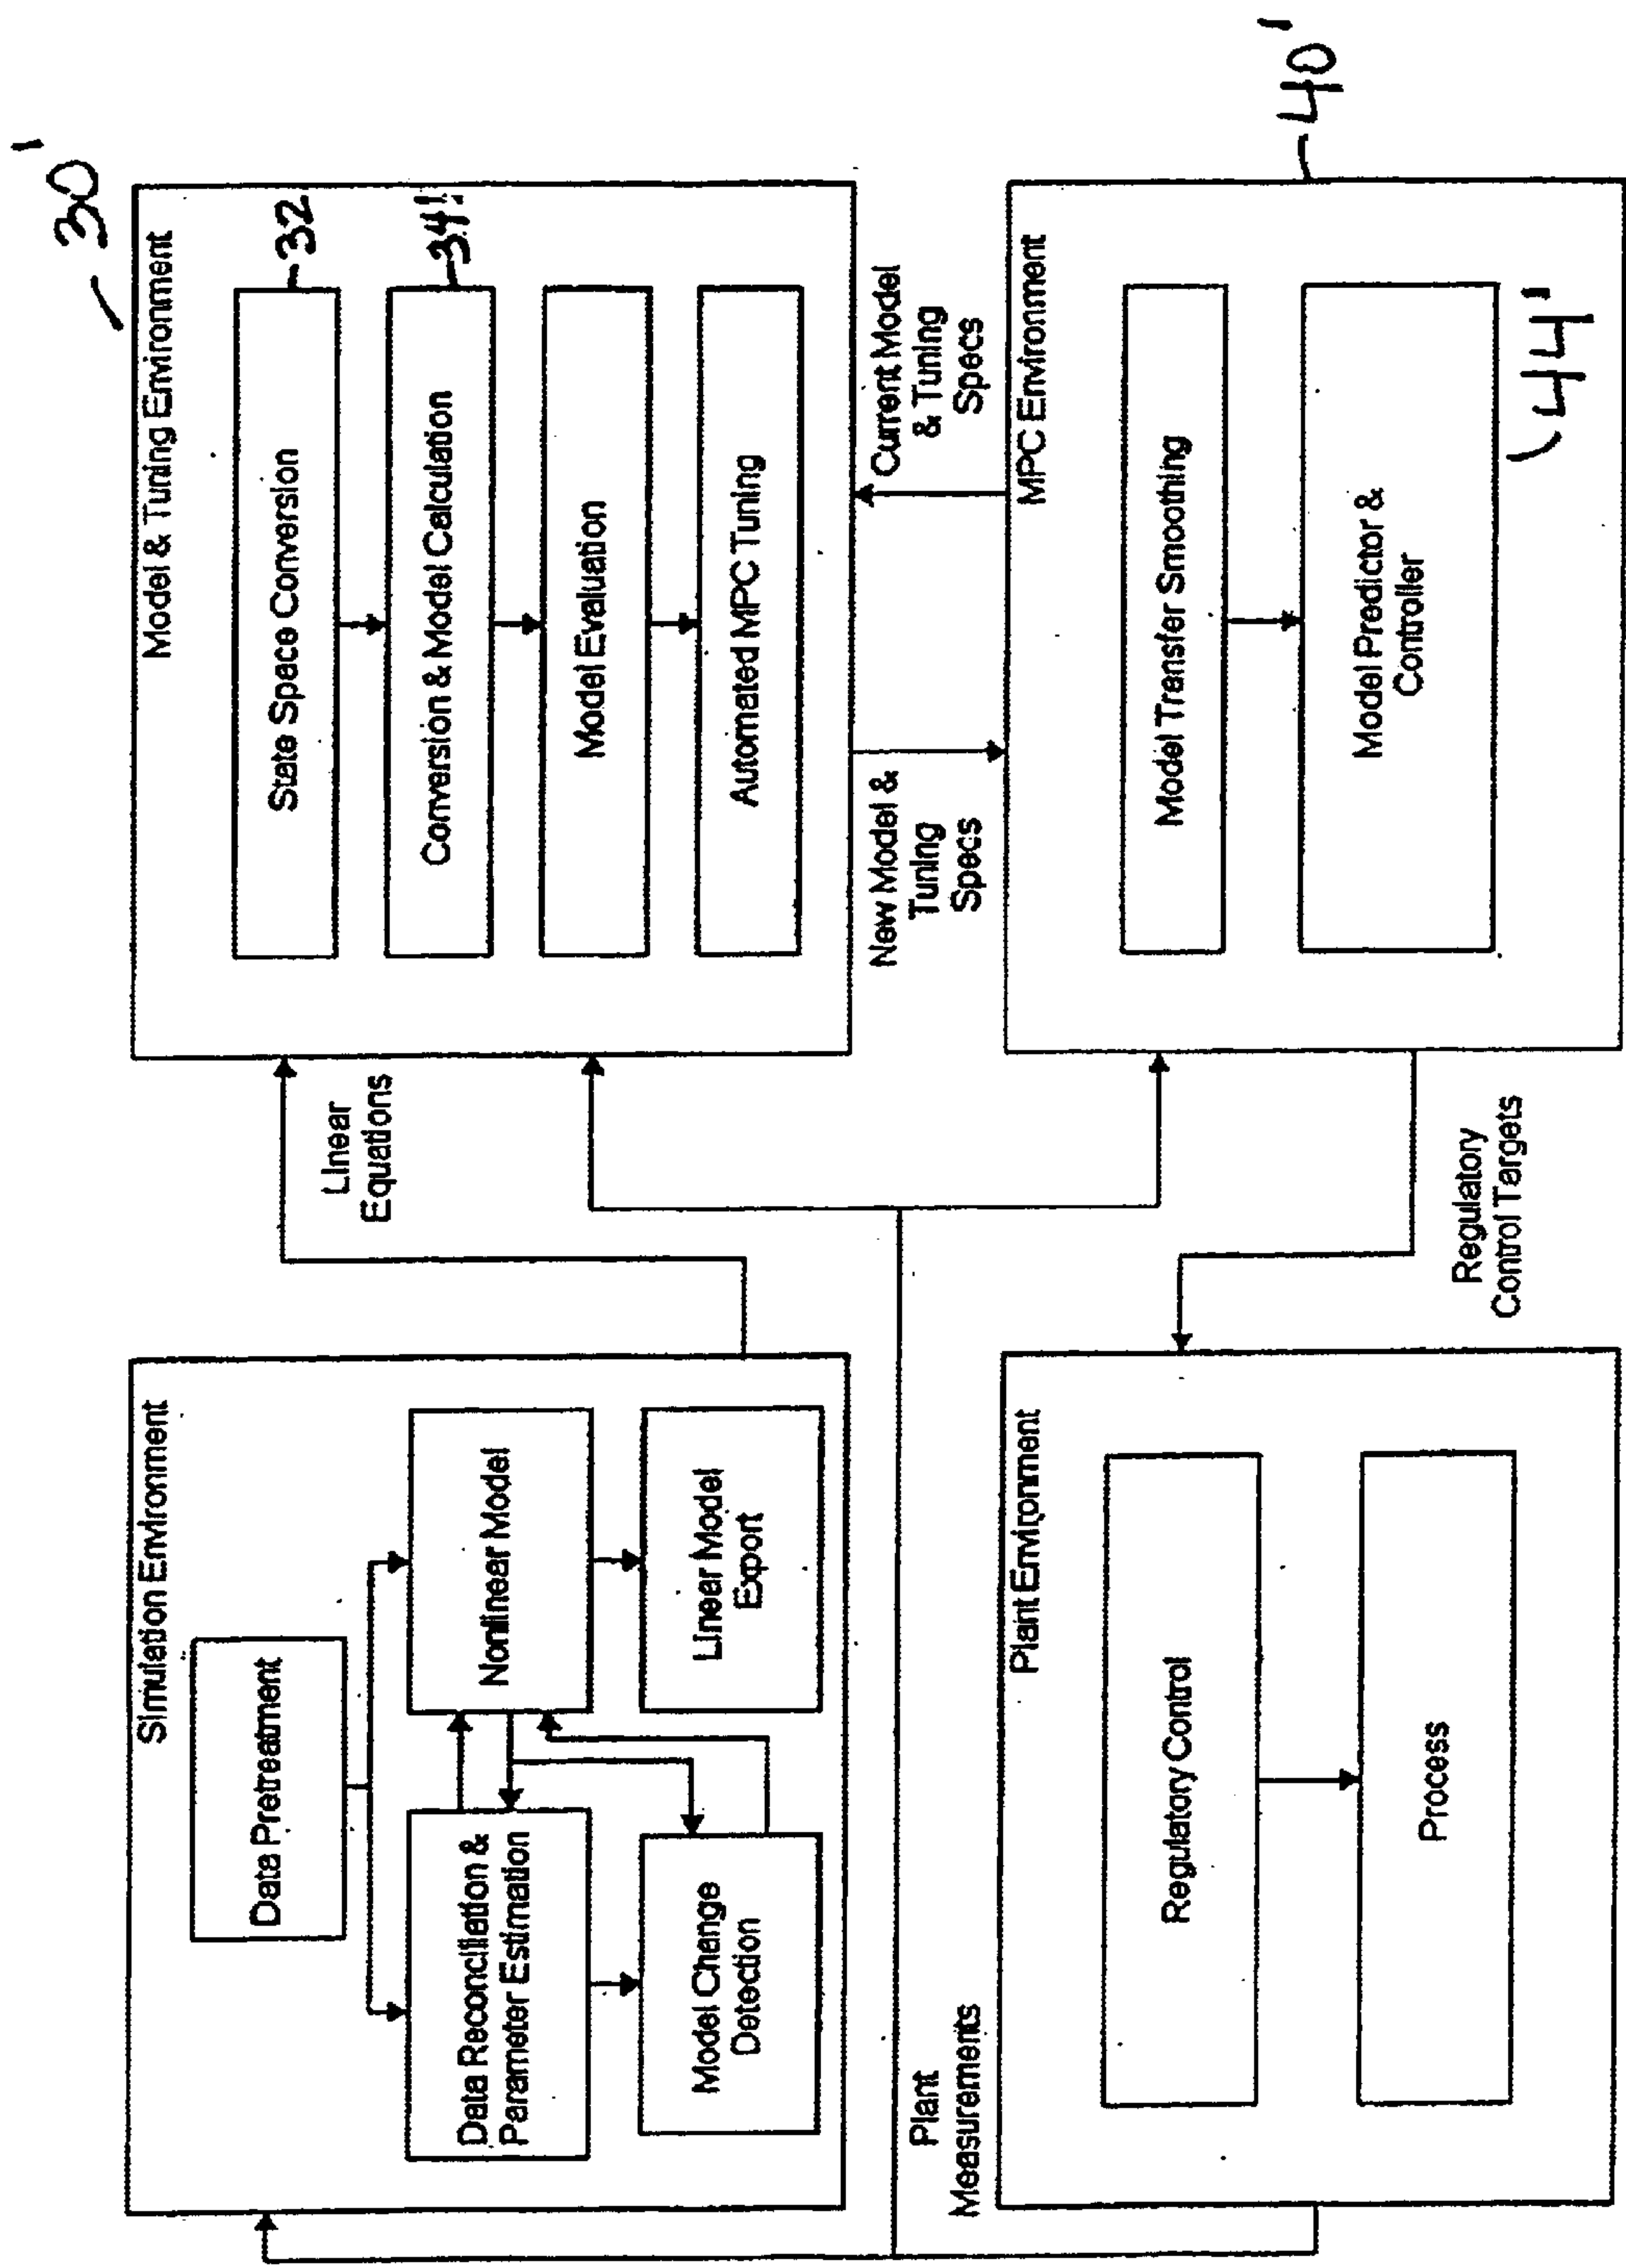 Simulation Environment
Data Pretreatment
Data Reconciliation &
Parameter Estimation
Nonlinear Model
Model Change
Detection
Linear Model
Export
Linear
Equations
30'
Model & Tuning Environment
State Space Conversion
32
Conversion & Model Calculation
34'
Model Evaluation
Automated MPC Tuning
Plant
Measurements
New Model &
Tuning
Specs
Current Model
& Tuning
Specs
Plant Environment
Regulatory Control
Process
Regulatory
Control Targets
MPC Environment
40'
Model Transfer Smoothing
Model Predictor &
Controller
44'